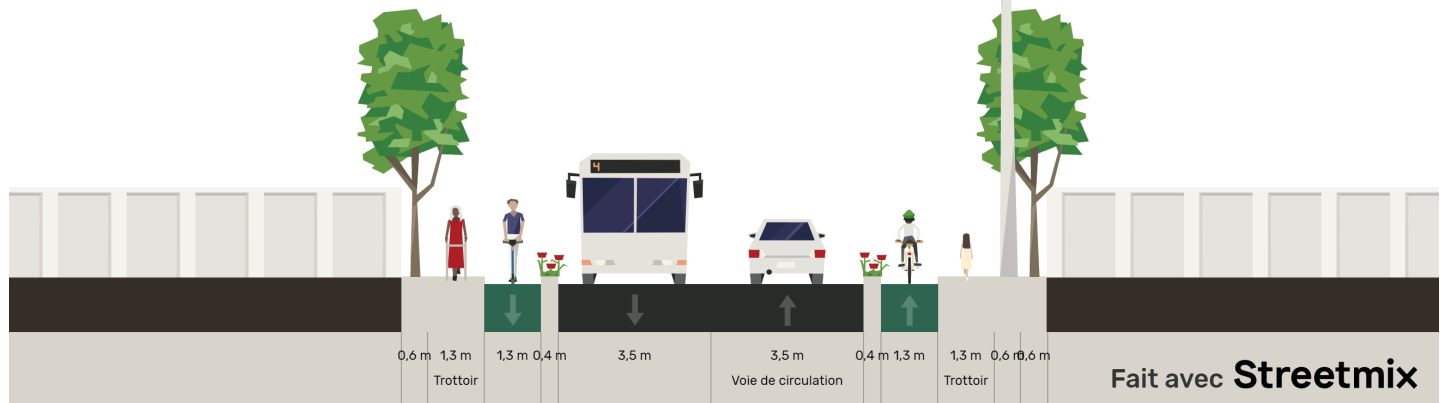 4
0,6 m 1,3 m 1,3 m 0,4 m 3,5 m 3,5 m 0,4 m 1,3 m 1,3 m 0,6 m 0,6 m
Trottoir Voie de circulation Trottoir
Fait avec Streetmix